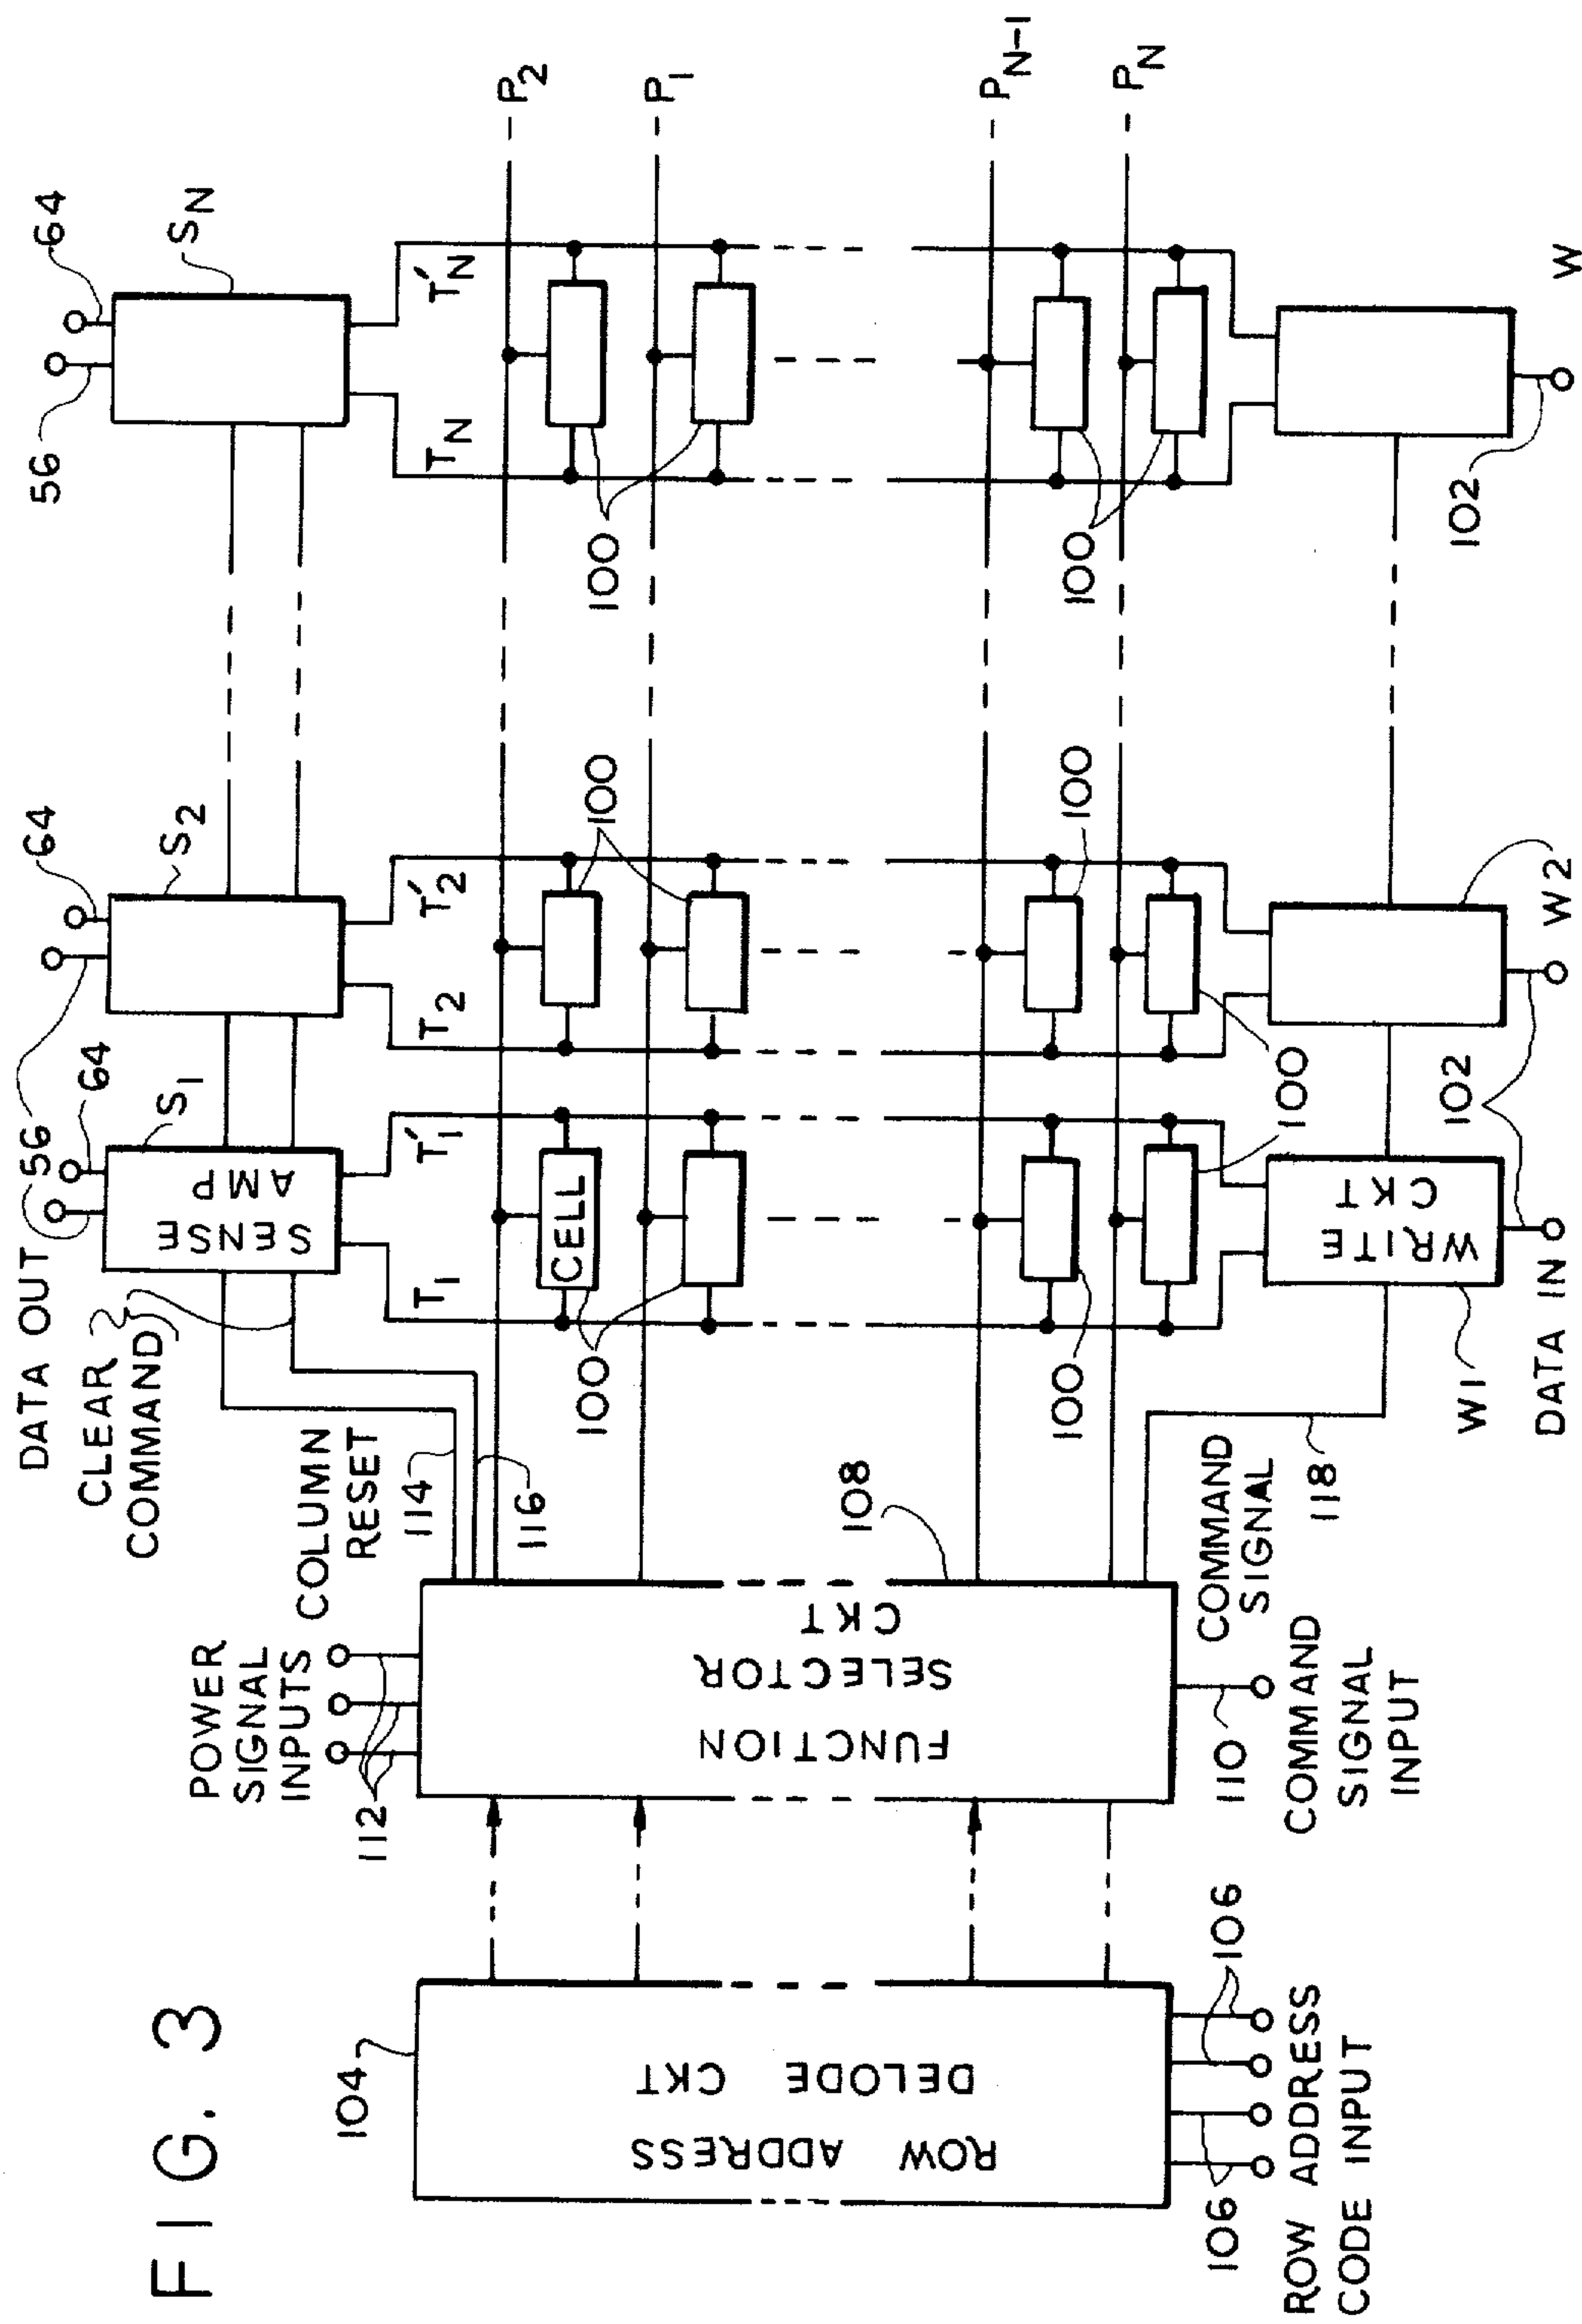 FIG. 3
DATA OUT
56
64
64
56
64
CLEAR
COMMAND
S1
S2
SN
SENSE
AMP
COLUMN
RESET
114
116
T1
T'1
T2
T'2
TN
T'N
POWER
SIGNAL
INPUTS
112
104
ROW ADDRESS
DELODE CKT
106
106
ROW ADDRESS
CODE INPUT
FUNCTION
SELECTOR
CKT
108
110
COMMAND
SIGNAL
INPUT
COMMAND
SIGNAL
118
CELL
100
100
100
100
100
100
100
P2
P1
PN-1
PN
WRITE
CKT
W1
DATA IN
102
W2
102
W